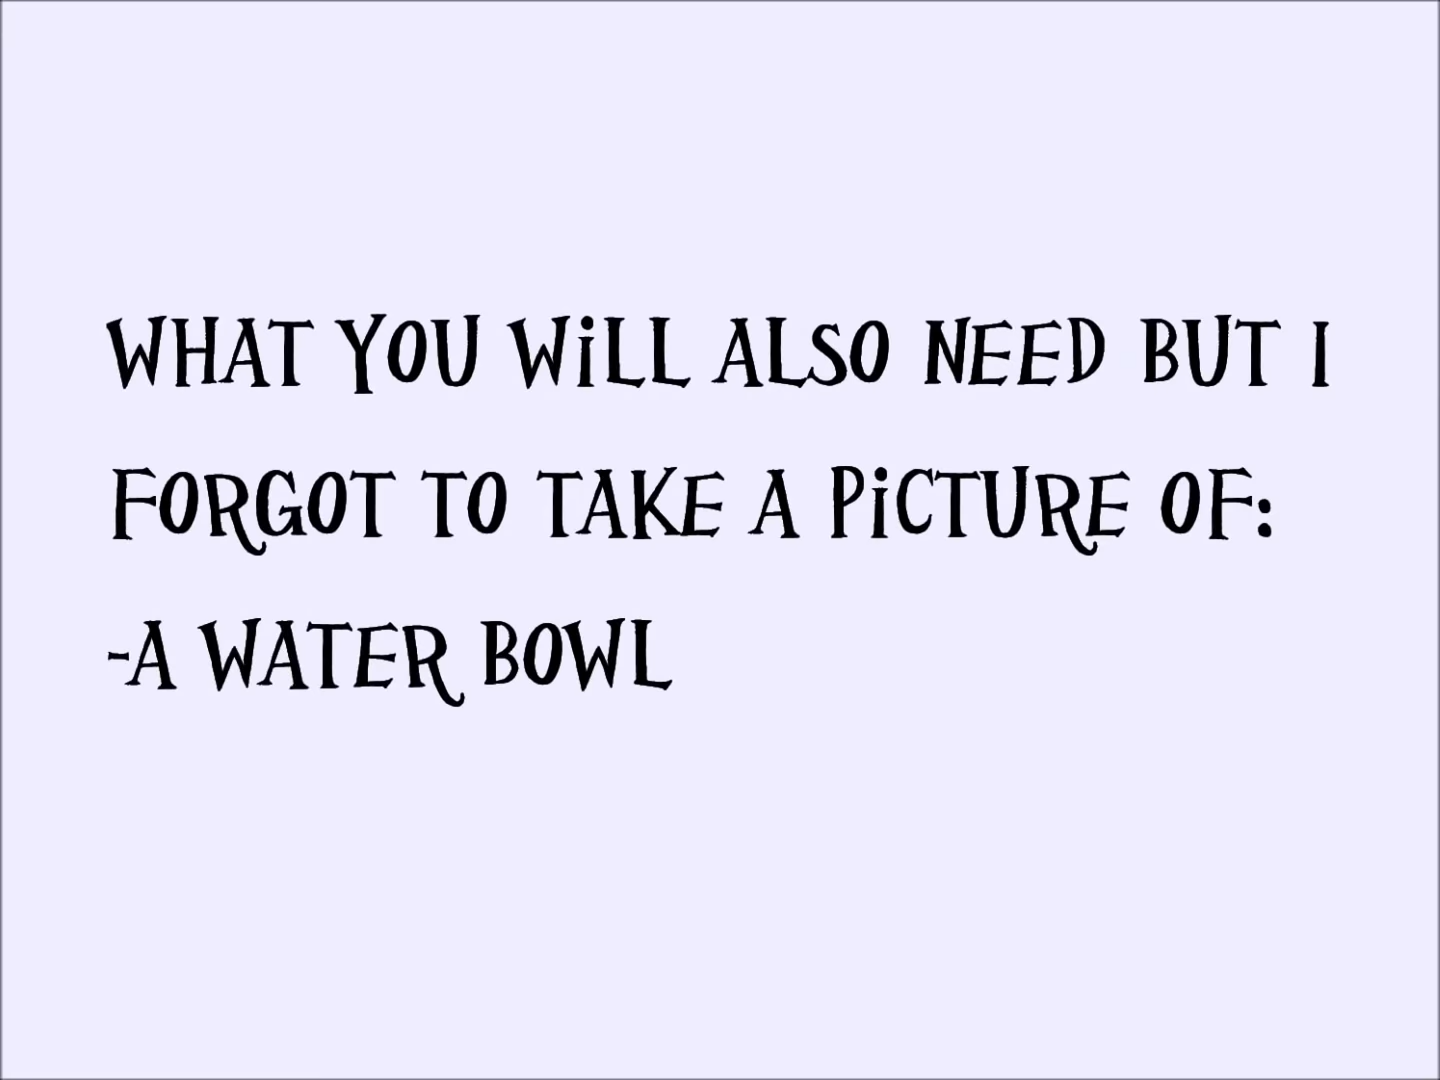 WHAT YOU WiLL ALSO NEED BUT I
FORGOT TO TAKE A PiCTURE OF:
-A WATER BOWL